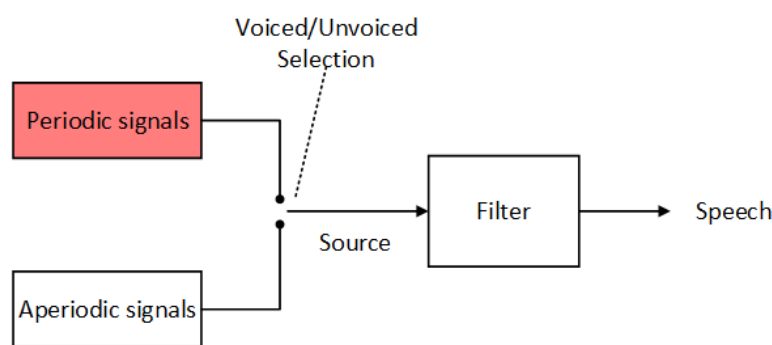 Voiced/Unvoiced
Selection
Periodic signals
Filter
Speech
Source
Aperiodic signals